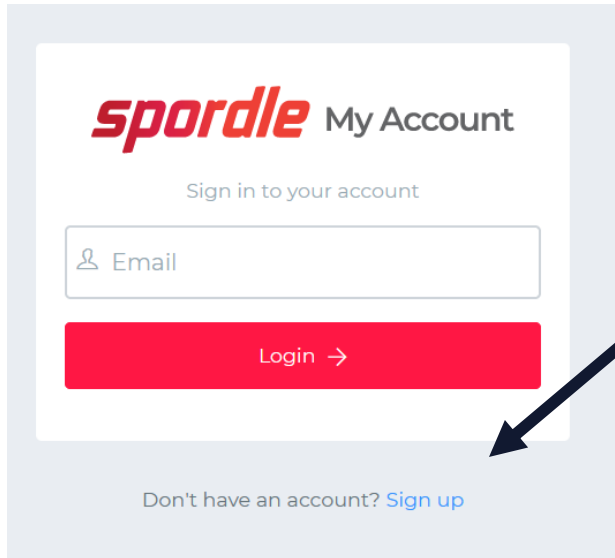 spordle My Account
Sign in to your account
Email
Login →
Don't have an account? Sign up